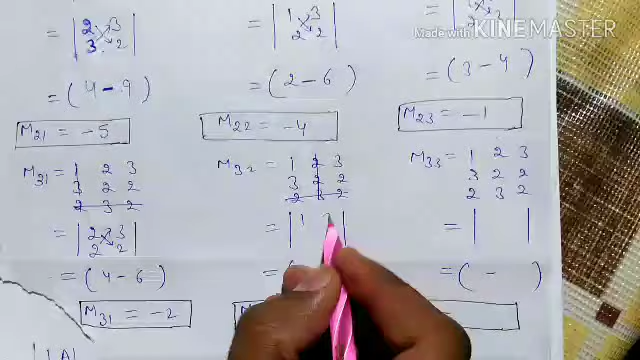 Made with KINEMASTER
= | 2 3 | = | 1 3 |
3 2 2 2
= ( 4 - 9 ) = ( 2 - 6 ) = ( 3 - 4 )
M21 = -5 M22 = -4 M23 = -1
M31 = 1 2 3 M32 = 1 2 3 M33 = 1 2 3
3 2 2 3 2 2 3 2 2
2 3 2 2 3 2 2 3 2
= | 2 3 | = | 1 | = | |
2 2
= ( 4 - 6 ) = ( = ( - )
M31 = -2 =
|A|